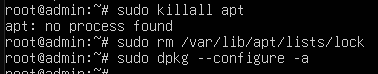 root@admin:~# sudo killall apt
apt: no process found
root@admin:~# sudo rm /var/lib/apt/lists/lock
root@admin:~# sudo dpkg --configure -a
root@admin:~#